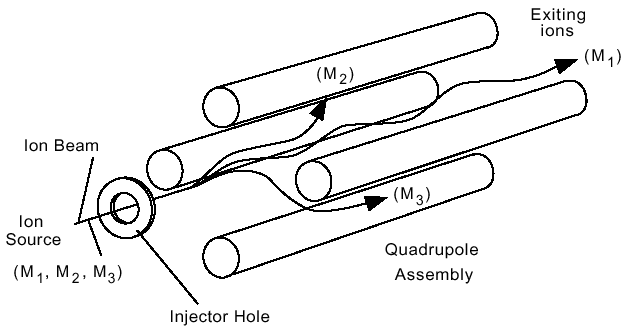 Exiting
ions
(M₁)
(M₂)
Ion Beam
(M₃)
Ion
Source
(M₁, M₂, M₃)
Quadrupole
Assembly
Injector Hole